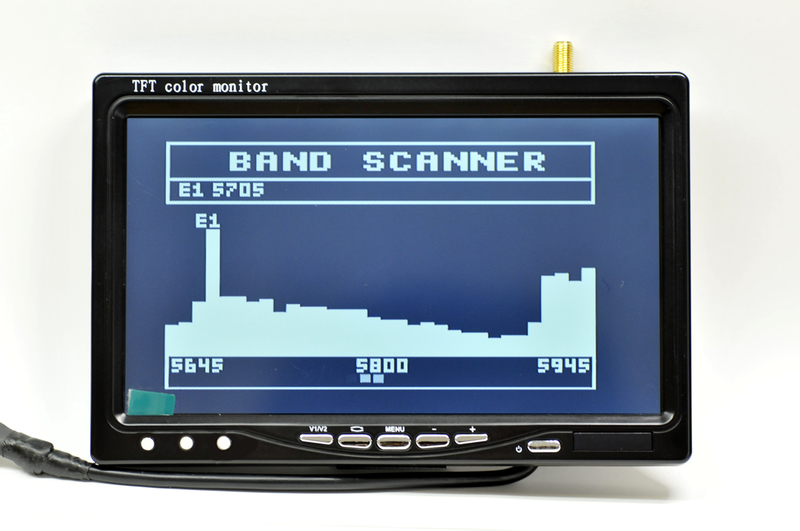 TFT color monitor
BAND SCANNER
E1 5705
E1
5645 5800 5945
V1/V2 MENU - +